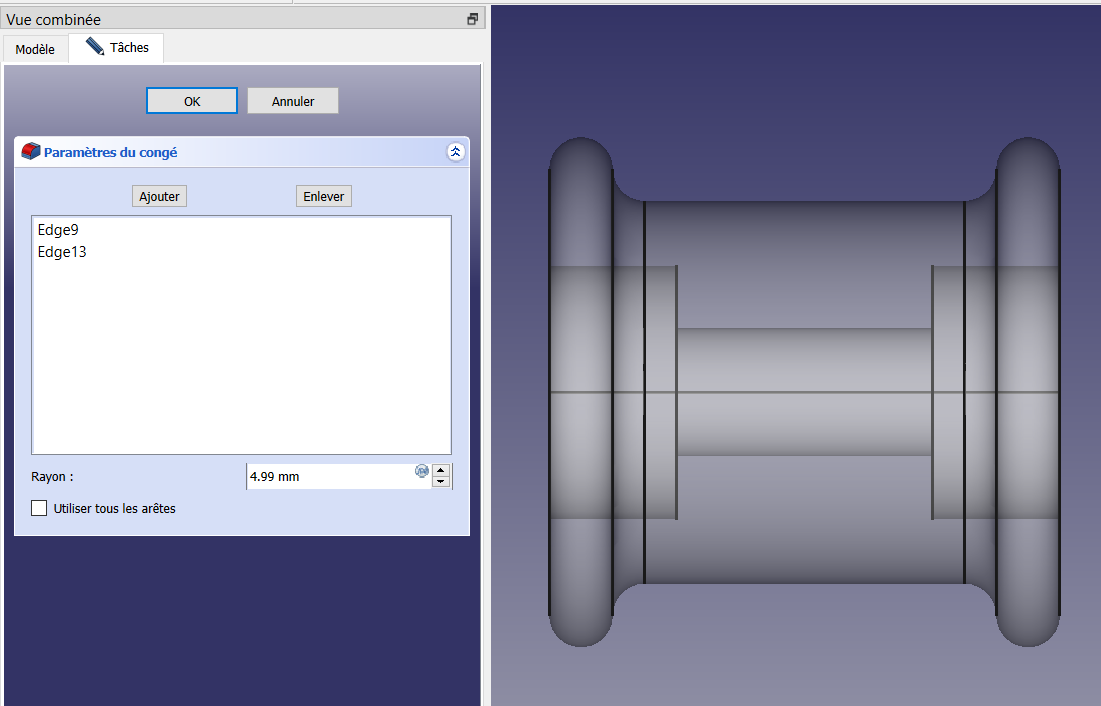 Vue combinée
Modèle
Tâches
OK
Annuler
Paramètres du congé
Ajouter
Enlever
Edge9
Edge13
Rayon :
4.99 mm
Utiliser tous les arêtes